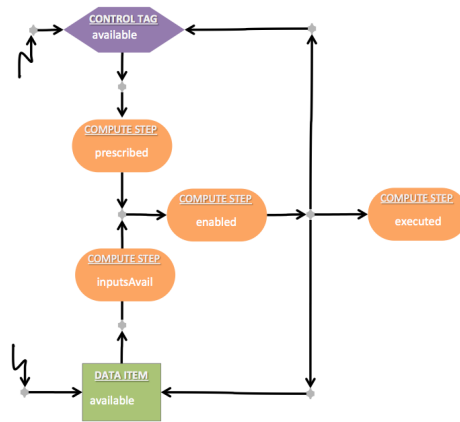 CONTROL TAG
available
COMPUTE STEP
prescribed
COMPUTE STEP
enabled
COMPUTE STEP
executed
COMPUTE STEP
inputsAvail
DATA ITEM
available